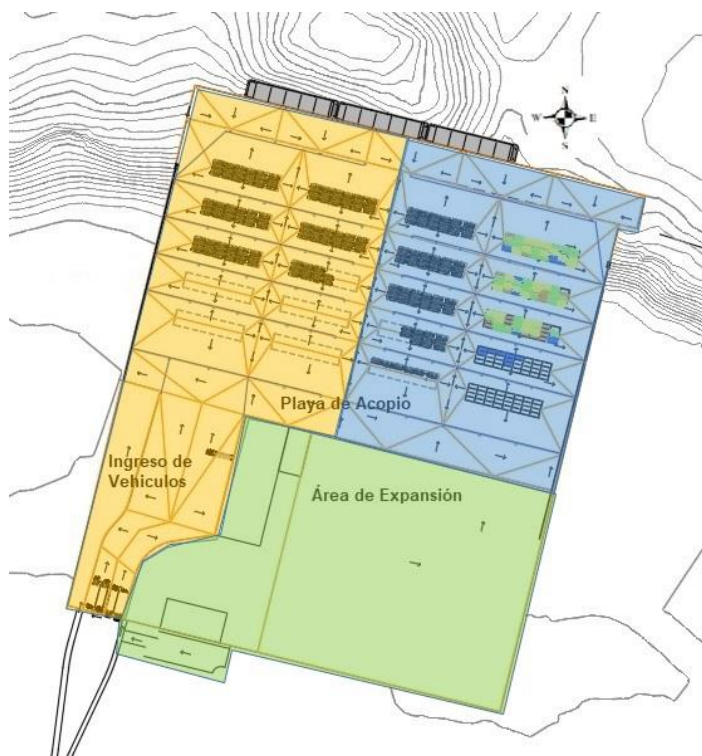 N
W E
S
Playa de Acopio
Ingreso de
Vehiculos
Área de Expansión